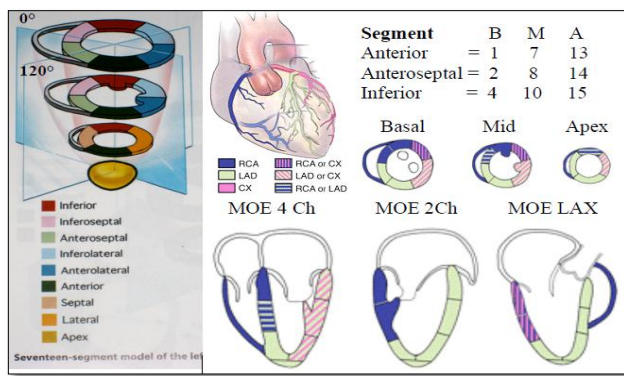 0°
120°
Inferior
Inferoseptal
Anteroseptal
Inferolateral
Anterolateral
Anterior
Septal
Lateral
Apex
Seventeen-segment model of the lef
Segment B M A
Anterior = 1 7 13
Anteroseptal = 2 8 14
Inferior = 4 10 15
Basal Mid Apex
RCA RCA or CX
LAD LAD or CX
CX RCA or LAD
MOE 4 Ch MOE 2Ch MOE LAX